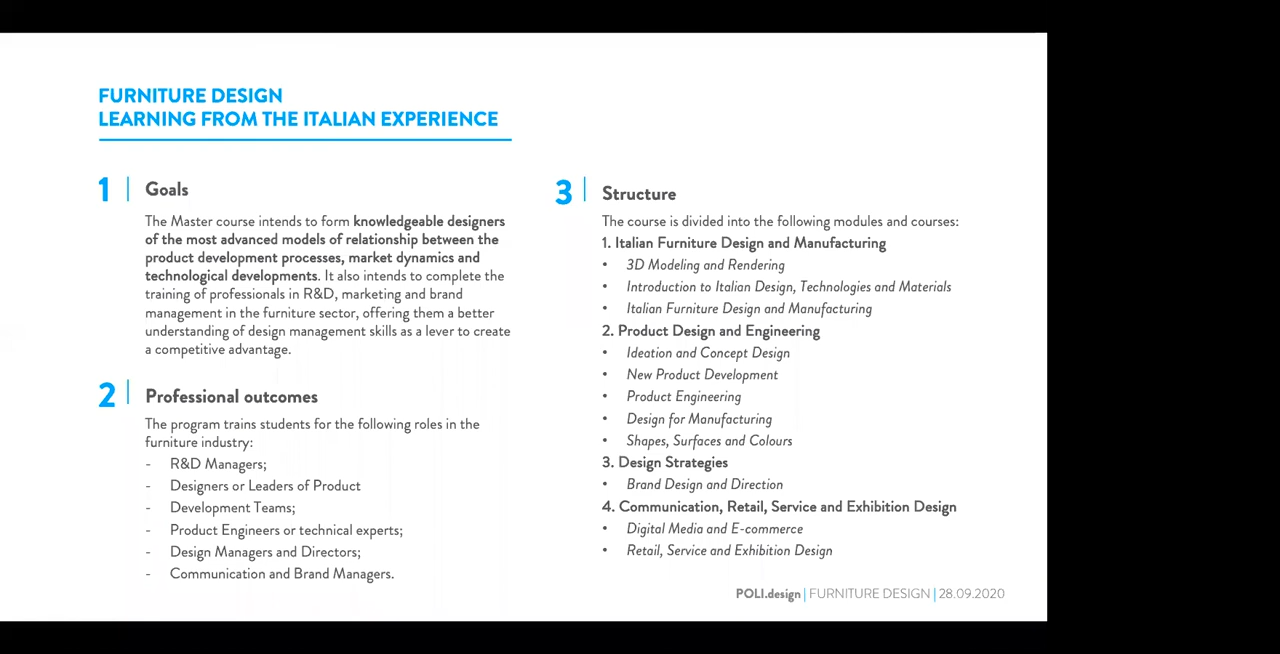 FURNITURE DESIGN
LEARNING FROM THE ITALIAN EXPERIENCE
1 Goals
The Master course intends to form knowledgeable designers
of the most advanced models of relationship between the
product development processes, market dynamics and
technological developments. It also intends to complete the
training of professionals in R&D, marketing and brand
management in the furniture sector, offering them a better
understanding of design management skills as a lever to create
a competitive advantage.
2 Professional outcomes
The program trains students for the following roles in the
furniture industry:
- R&D Managers;
- Designers or Leaders of Product
- Development Teams;
- Product Engineers or technical experts;
- Design Managers and Directors;
- Communication and Brand Managers.
3 Structure
The course is divided into the following modules and courses:
1. Italian Furniture Design and Manufacturing
• 3D Modeling and Rendering
• Introduction to Italian Design, Technologies and Materials
• Italian Furniture Design and Manufacturing
2. Product Design and Engineering
• Ideation and Concept Design
• New Product Development
• Product Engineering
• Design for Manufacturing
• Shapes, Surfaces and Colours
3. Design Strategies
• Brand Design and Direction
4. Communication, Retail, Service and Exhibition Design
• Digital Media and E-commerce
• Retail, Service and Exhibition Design
POLI.design | FURNITURE DESIGN | 28.09.2020